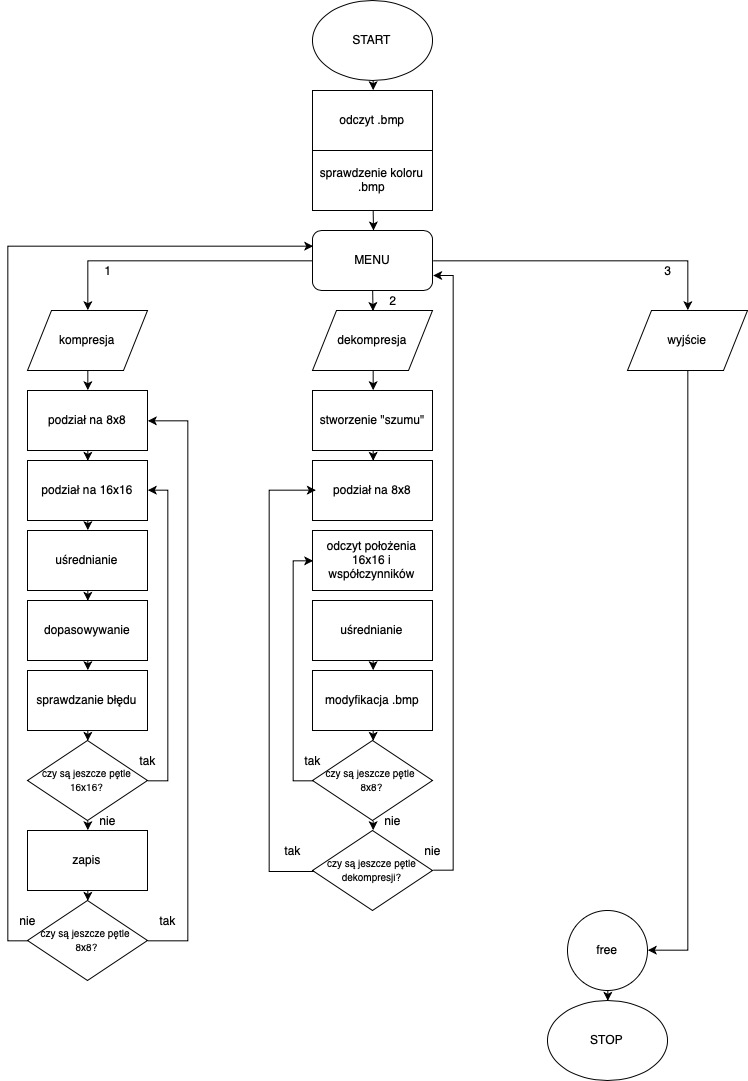 START
odczyt .bmp
sprawdzenie koloru
.bmp
MENU
1
2
3
kompresja
dekompresja
wyjście
podział na 8x8
stworzenie "szumu"
podział na 16x16
podział na 8x8
uśrednianie
odczyt położenia
16x16 i
współczynników
dopasowywanie
uśrednianie
sprawdzanie błędu
modyfikacja .bmp
tak
czy są jeszcze pętle
16x16?
tak
czy są jeszcze pętle
8x8?
nie
nie
zapis
tak
nie
czy są jeszcze pętle
dekompresji?
nie
tak
czy są jeszcze pętle
8x8?
free
STOP